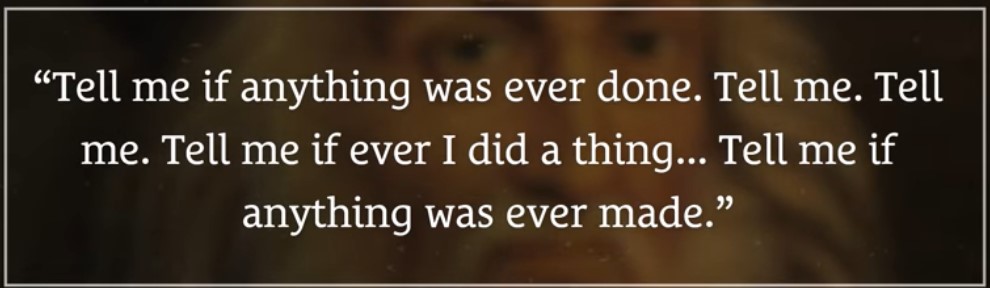 “Tell me if anything was ever done. Tell me. Tell
me. Tell me if ever I did a thing... Tell me if
anything was ever made.”